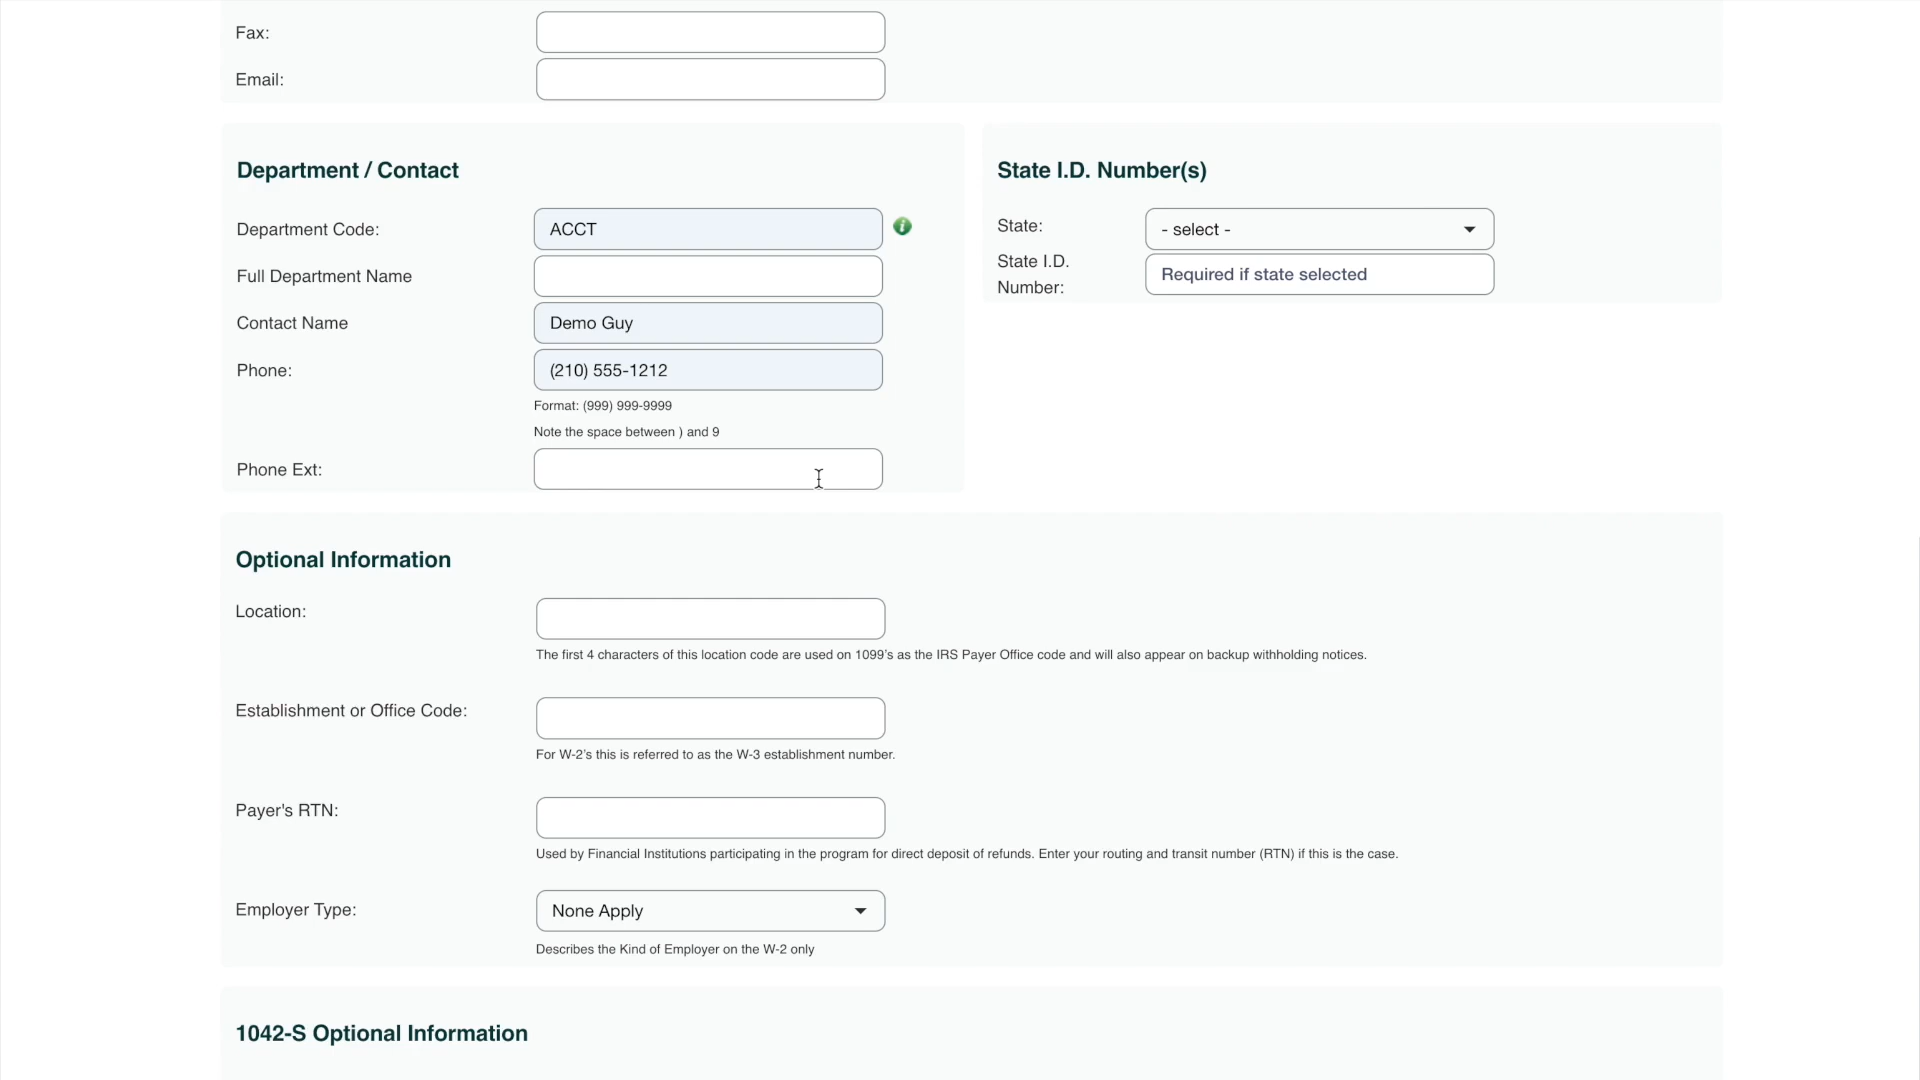 Fax:
Email:
Department / Contact
Department Code:
ACCT
Full Department Name
Contact Name
Demo Guy
Phone:
(210) 555-1212
Format: (999) 999-9999
Note the space between ) and 9
Phone Ext:
State I.D. Number(s)
State:
- select -
State I.D.
Number:
Required if state selected
Optional Information
Location:
The first 4 characters of this location code are used on 1099's as the IRS Payer Office code and will also appear on backup withholding notices.
Establishment or Office Code:
For W-2's this is referred to as the W-3 establishment number.
Payer's RTN:
Used by Financial Institutions participating in the program for direct deposit of refunds. Enter your routing and transit number (RTN) if this is the case.
Employer Type:
None Apply
Describes the Kind of Employer on the W-2 only
1042-S Optional Information